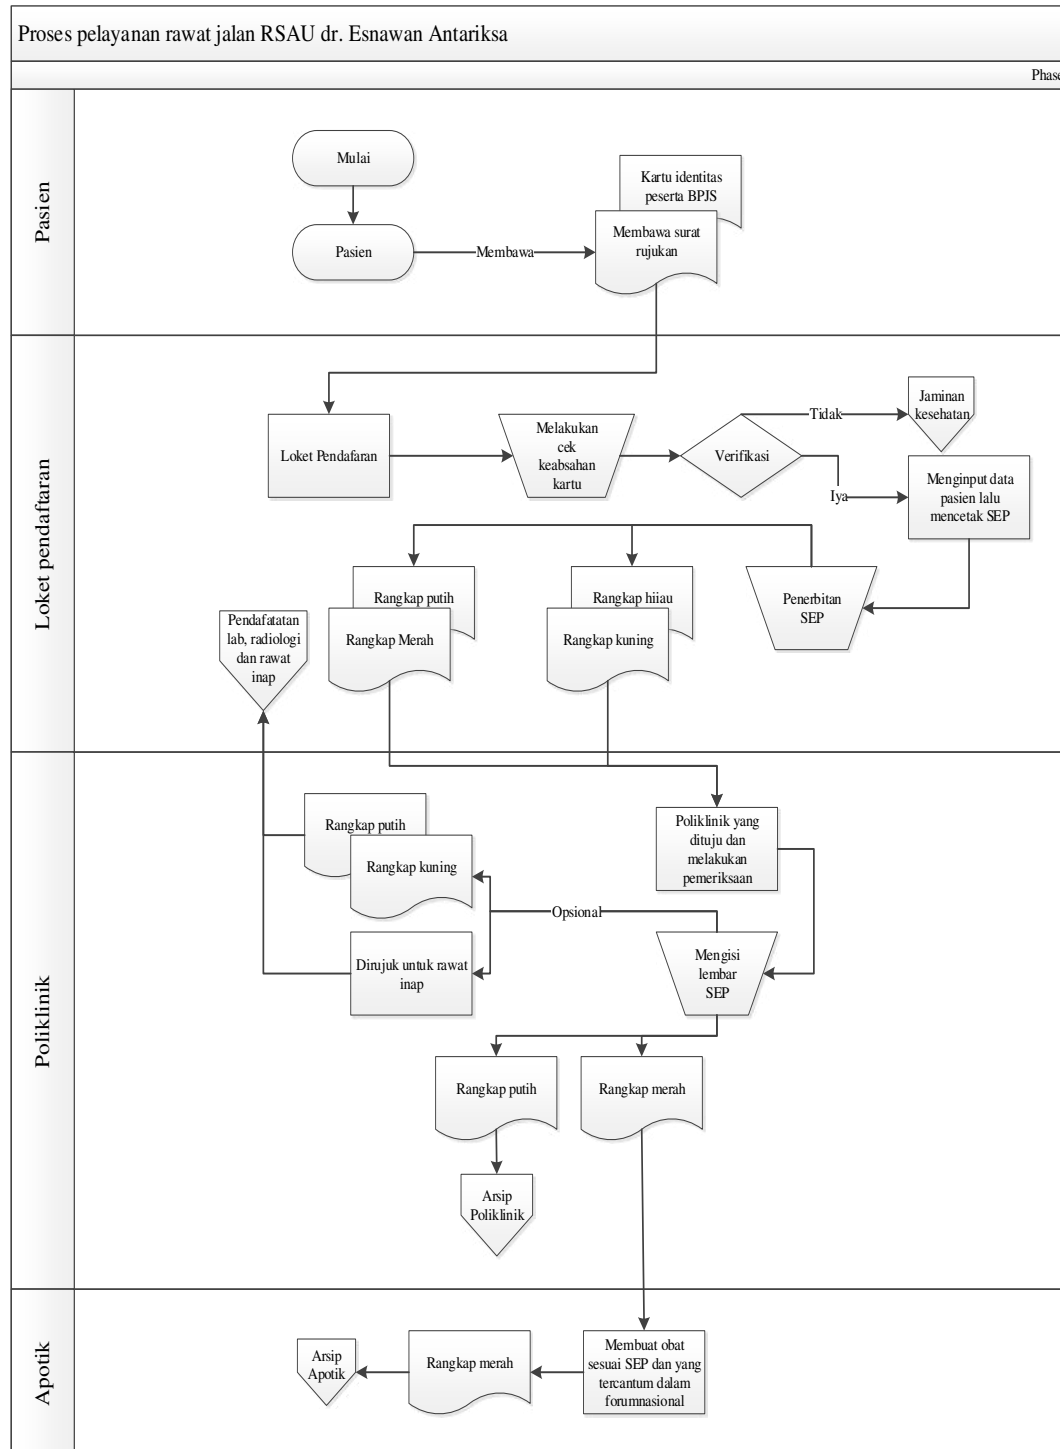 Proses pelayanan rawat jalan RSAU dr. Esnawan Antariksa
Phase
Pasien
Mulai
Kartu identitas
peserta BPJS
Pasien
Membawa
Membawa surat
rujukan
Loket pendaftaran
Loket Pendafaran
Melakukan
cek
keabsahan
kartu
Verifikasi
Tidak
Jaminan
kesehatan
Iya
Menginput data
pasien lalu
mencetak SEP
Penerbitan
SEP
Rangkap putih
Rangkap Merah
Rangkap hiiau
Rangkap kuning
Pendafatatan
lab, radiologi
dan rawat
inap
Poliklinik
Rangkap putih
Rangkap kuning
Poliklinik yang
dituju dan
melakukan
pemeriksaan
Opsional
Dirujuk untuk rawat
inap
Mengisi
lembar
SEP
Rangkap putih
Rangkap merah
Arsip
Poliklinik
Apotik
Arsip
Apotik
Rangkap merah
Membuat obat
sesuai SEP dan yang
tercantum dalam
forumnasional